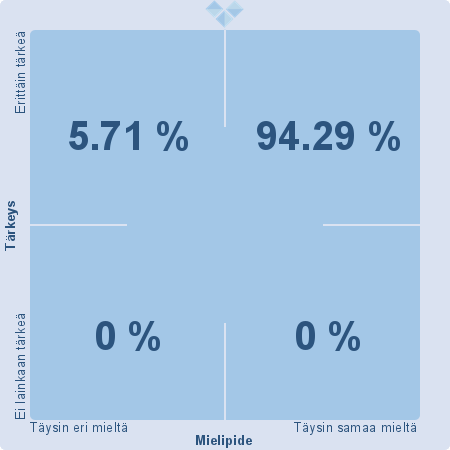 Erittäin tärkeä
5.71 %
94.29 %
Tärkeys
Ei lainkaan tärkeä
0 %
0 %
Täysin eri mieltä
Täysin samaa mieltä
Mielipide